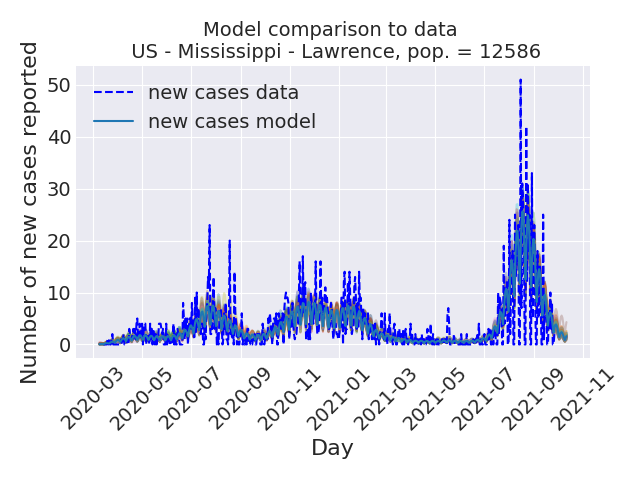 Model comparison to data
US - Mississippi - Lawrence, pop. = 12586
Number of new cases reported
50
40
30
20
10
0
new cases data
new cases model
2020-03
2020-05
2020-07
2020-09
2020-11
2021-01
2021-03
2021-05
2021-07
2021-09
2021-11
Day